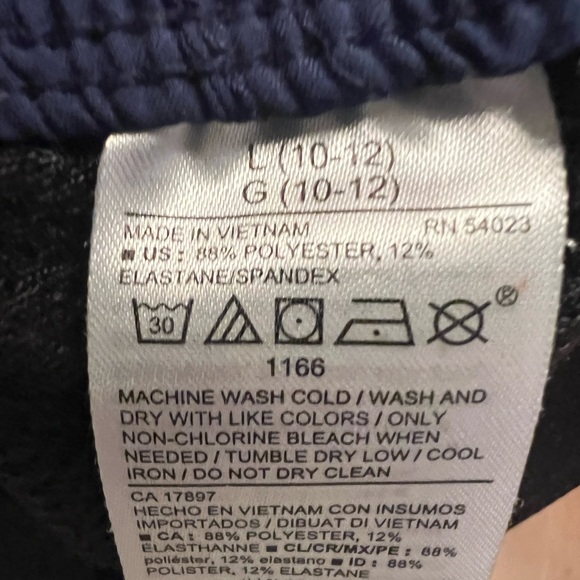 L (10-12)
G (10-12)
MADE IN VIETNAM RN 54023
■ US : 88% POLYESTER, 12%
ELASTANE/SPANDEX
30 ®
1166
MACHINE WASH COLD / WASH AND
DRY WITH LIKE COLORS / ONLY
NON-CHLORINE BLEACH WHEN
NEEDED / TUMBLE DRY LOW / COOL
IRON / DO NOT DRY CLEAN
CA 17897
HECHO EN VIETNAM CON INSUMOS
IMPORTADOS / DIBUAT DI VIETNAM
■ CA : 88% POLYESTER, 12%
ELASTHANNE ■ CL/CR/MX/PE : 88%
poliéster, 12% elastano ■ ID : 88%
POLISTER, 12% ELASTANE